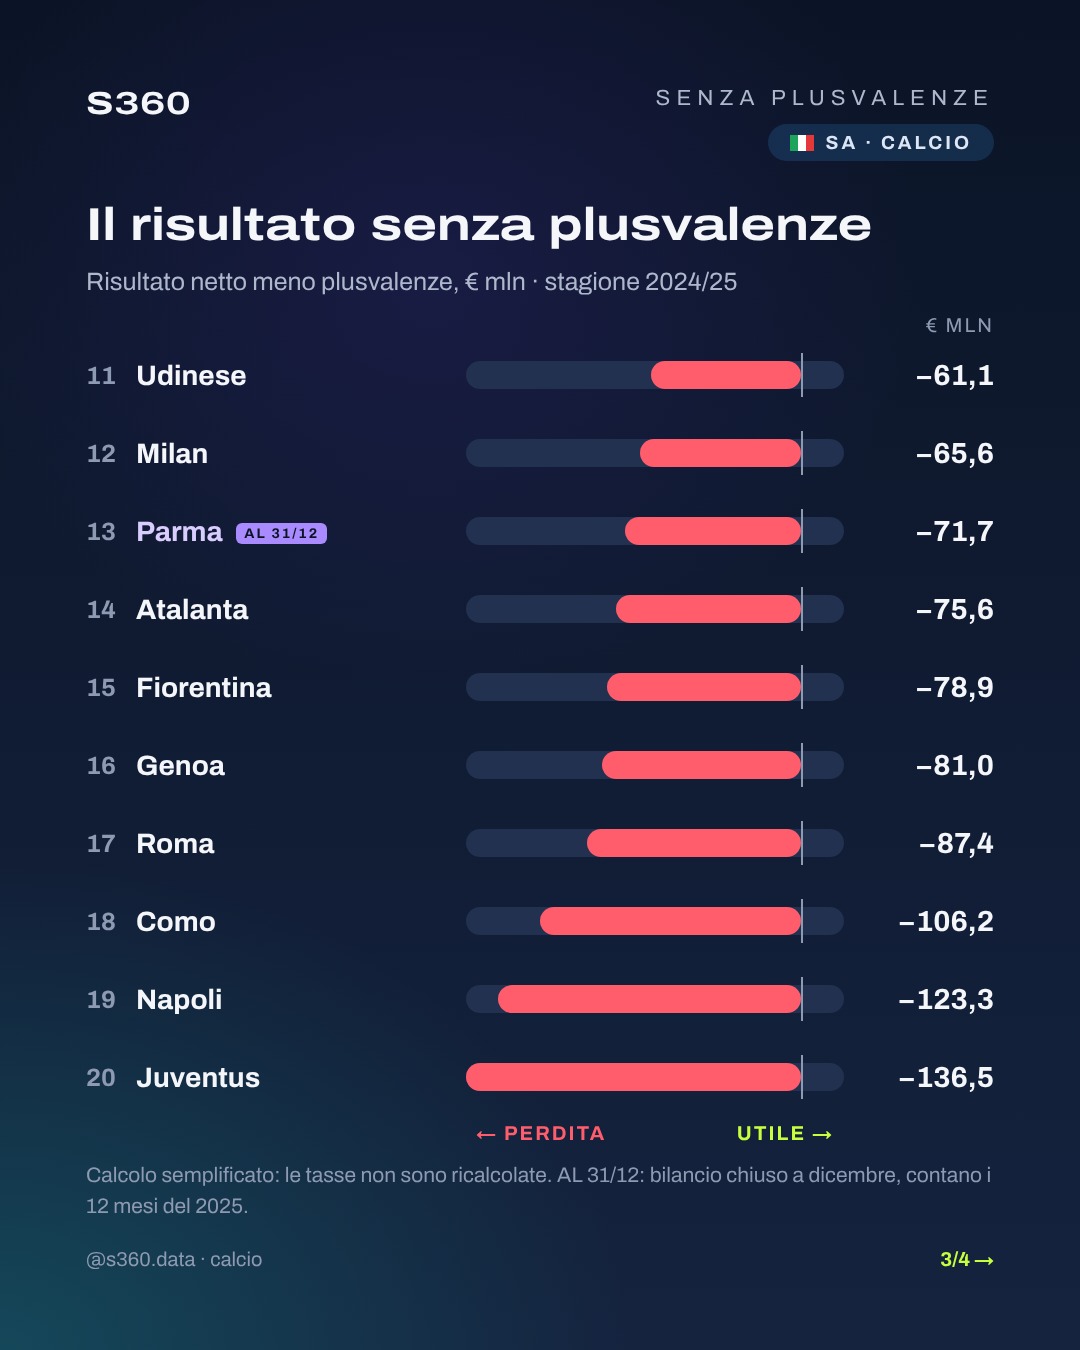 S360
SENZA PLUSVALENZE
SA · CALCIO
Il risultato senza plusvalenze
Risultato netto meno plusvalenze, € mln · stagione 2024/25
€ MLN
11 Udinese −61,1
12 Milan −65,6
13 Parma AL 31/12 −71,7
14 Atalanta −75,6
15 Fiorentina −78,9
16 Genoa −81,0
17 Roma −87,4
18 Como −106,2
19 Napoli −123,3
20 Juventus −136,5
← PERDITA UTILE →
Calcolo semplificato: le tasse non sono ricalcolate. AL 31/12: bilancio chiuso a dicembre, contano i
12 mesi del 2025.
@s360.data · calcio 3/4 →